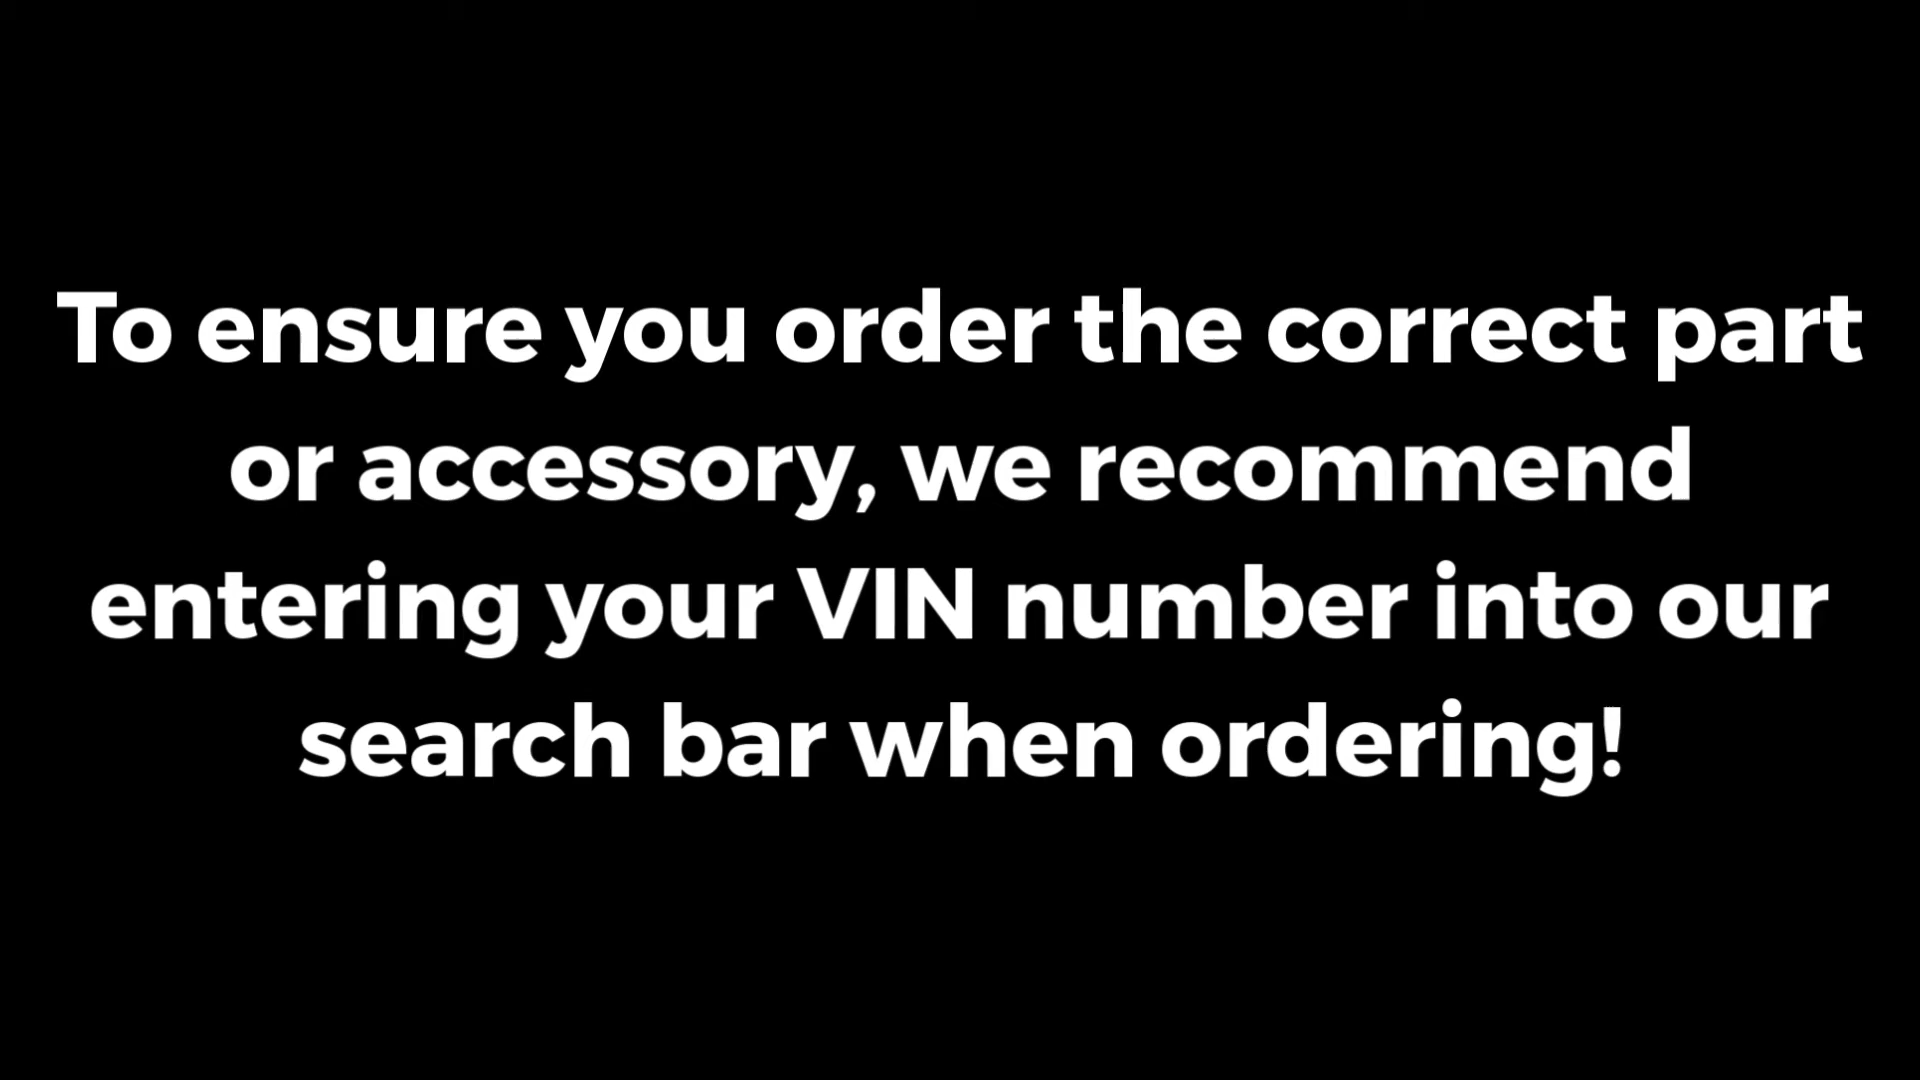 To ensure you order the correct part
or accessory, we recommend
entering your VIN number into our
search bar when ordering!